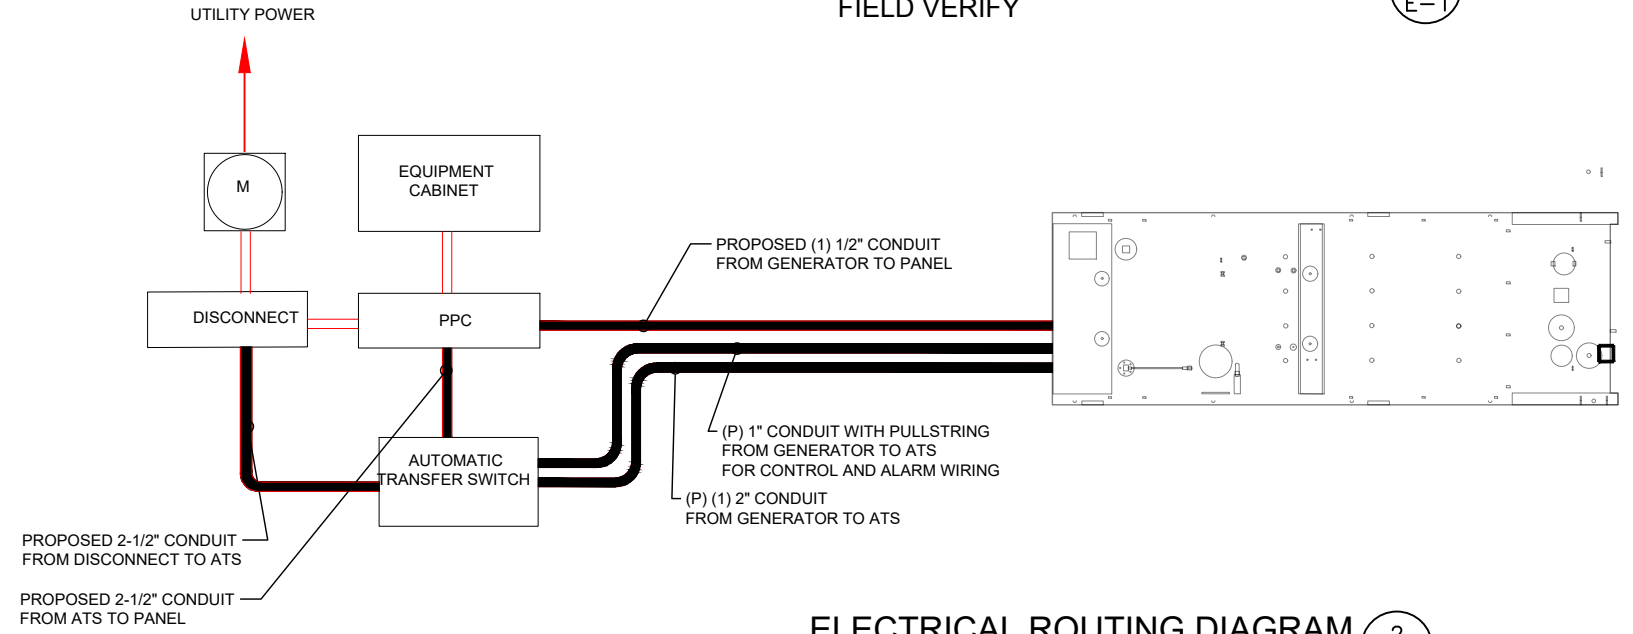 UTILITY POWER
FIELD VERIFY
E-1
M
EQUIPMENT
CABINET
PROPOSED (1) 1/2" CONDUIT
FROM GENERATOR TO PANEL
DISCONNECT
PPC
(P) 1" CONDUIT WITH PULLSTRING
FROM GENERATOR TO ATS
FOR CONTROL AND ALARM WIRING
AUTOMATIC
TRANSFER SWITCH
(P) (1) 2" CONDUIT
FROM GENERATOR TO ATS
PROPOSED 2-1/2" CONDUIT
FROM DISCONNECT TO ATS
PROPOSED 2-1/2" CONDUIT
FROM ATS TO PANEL
ELECTRICAL ROUTING DIAGRAM
2